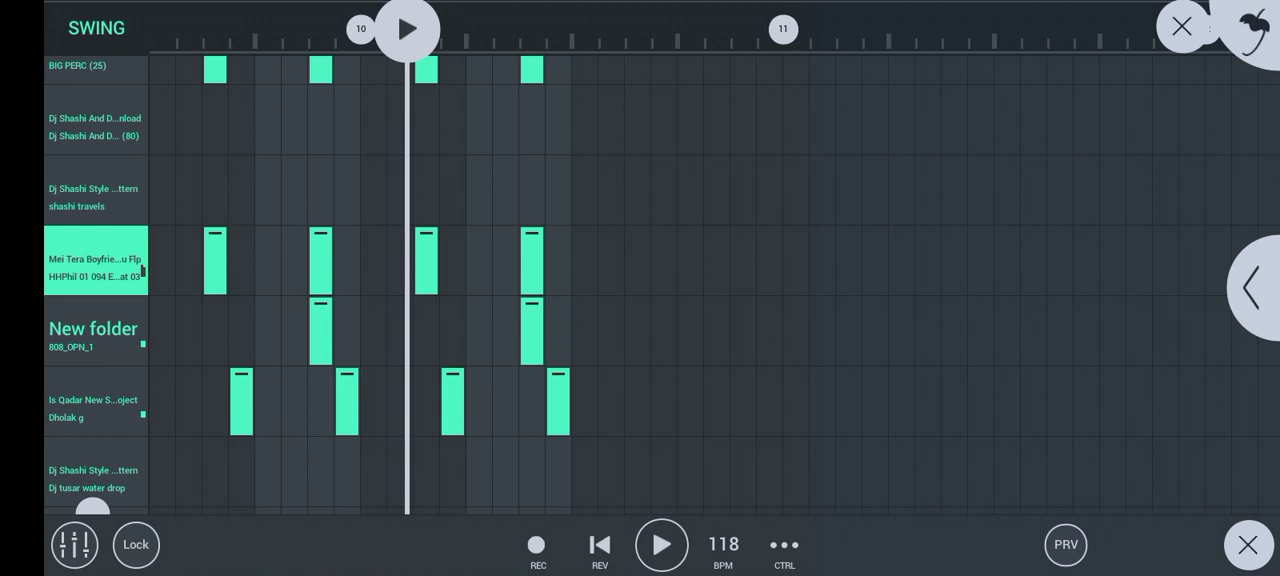 SWING
10
11
BIG PERC (25)
Dj Shashi And D...nload
Dj Shashi And D... (80)
Dj Shashi Style ...ttern
shashi travels
Mei Tera Boyfrie...u Flp
HHPhil 01 094 E...at 03
New folder
808_OPN_1
Is Qadar New S...oject
Dholak g
Dj Shashi Style ...ttern
Dj tusar water drop
Lock
REC
REV
118
BPM
CTRL
PRV